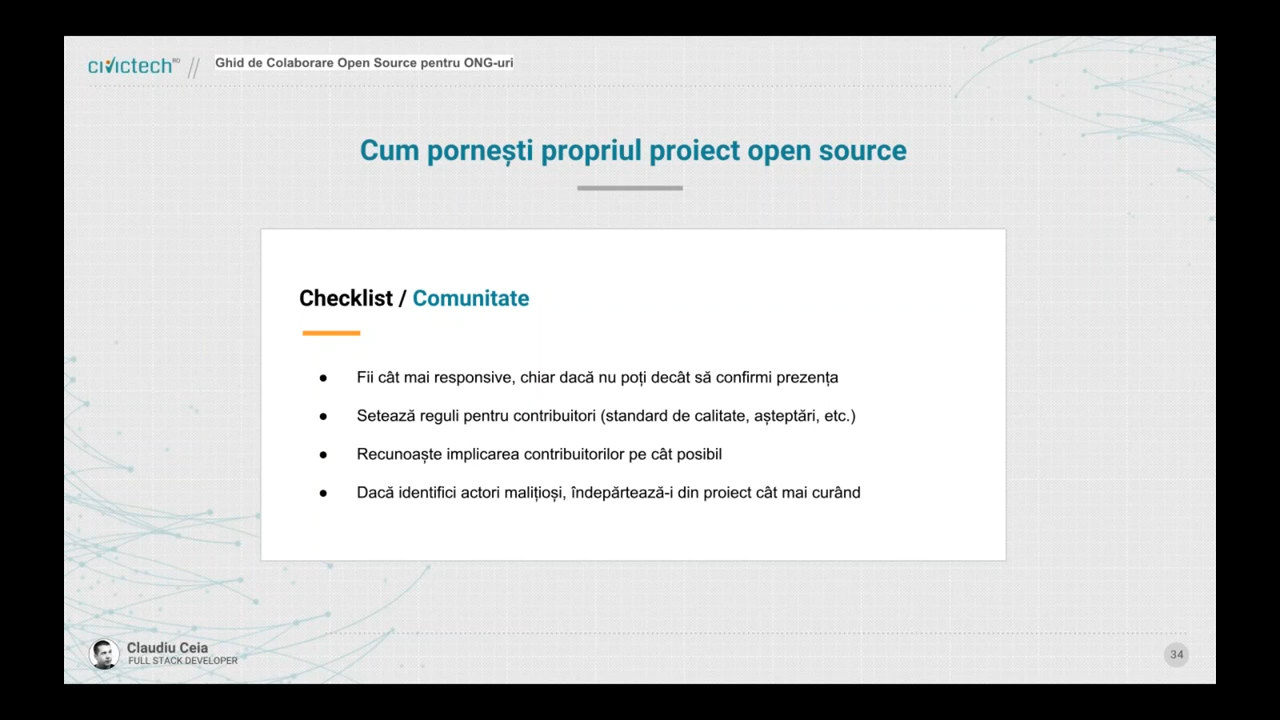 civictech RO // Ghid de Colaborare Open Source pentru ONG-uri
Cum pornești propriul proiect open source
Checklist / Comunitate
● Fii cât mai responsive, chiar dacă nu poți decât să confirmi prezența
● Setează reguli pentru contribuitori (standard de calitate, așteptări, etc.)
● Recunoaște implicarea contribuitorilor pe cât posibil
● Dacă identifici actori malițioși, îndepărtează-i din proiect cât mai curând
Claudiu Ceia
FULL STACK DEVELOPER
34